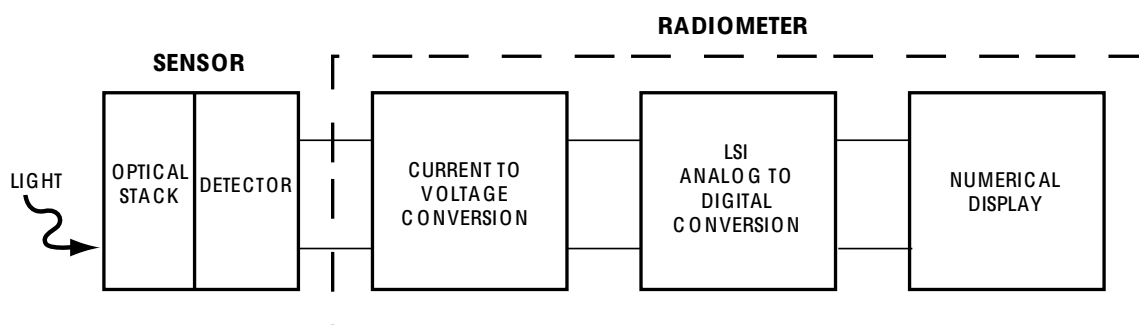 RADIOMETER
SENSOR
LIGHT
OPTICAL
STACK
DETECTOR
CURRENT TO
VOLTAGE
CONVERSION
LSI
ANALOG TO
DIGITAL
CONVERSION
NUMERICAL
DISPLAY